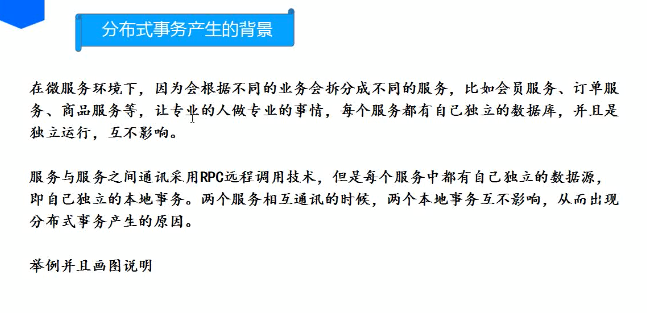 分布式事务产生的背景
在微服务环境下，因为会根据不同的业务会拆分成不同的服务，比如会员服务、订单服
务、商品服务等，让专业的人做专业的事情，每个服务都有自己独立的数据库，并且是
独立运行，互不影响。
服务与服务之间通讯采用RPC远程调用技术，但是每个服务中都有自己独立的数据源，
即自己独立的本地事务。两个服务相互通讯的时候，两个本地事务互不影响，从而出现
分布式事务产生的原因。
举例并且画图说明